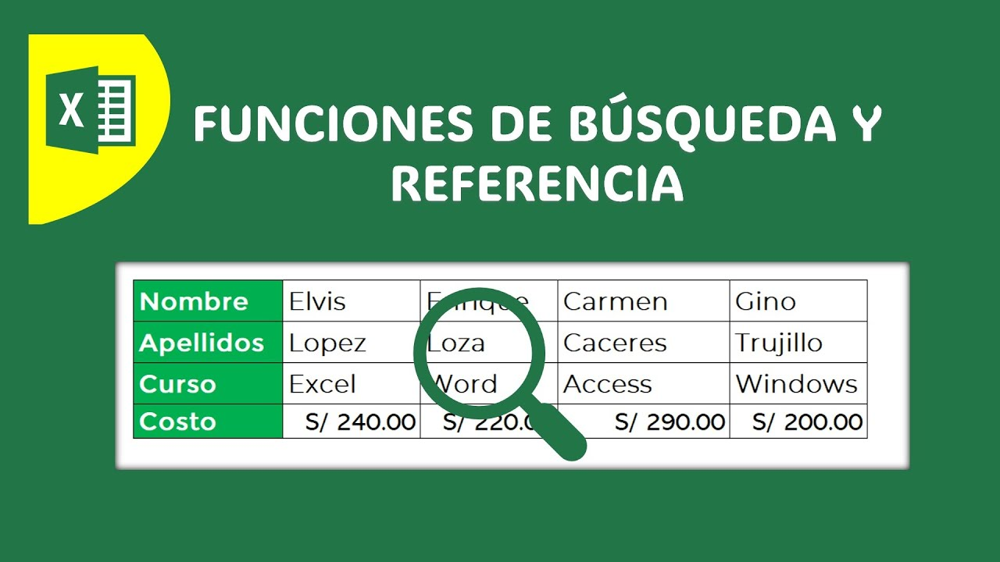 X
FUNCIONES DE BÚSQUEDA Y
REFERENCIA
Nombre Elvis Enrique Carmen Gino
Apellidos Lopez Loza Caceres Trujillo
Curso Excel Word Access Windows
Costo S/ 240.00 S/ 220.0 S/ 290.00 S/ 200.00